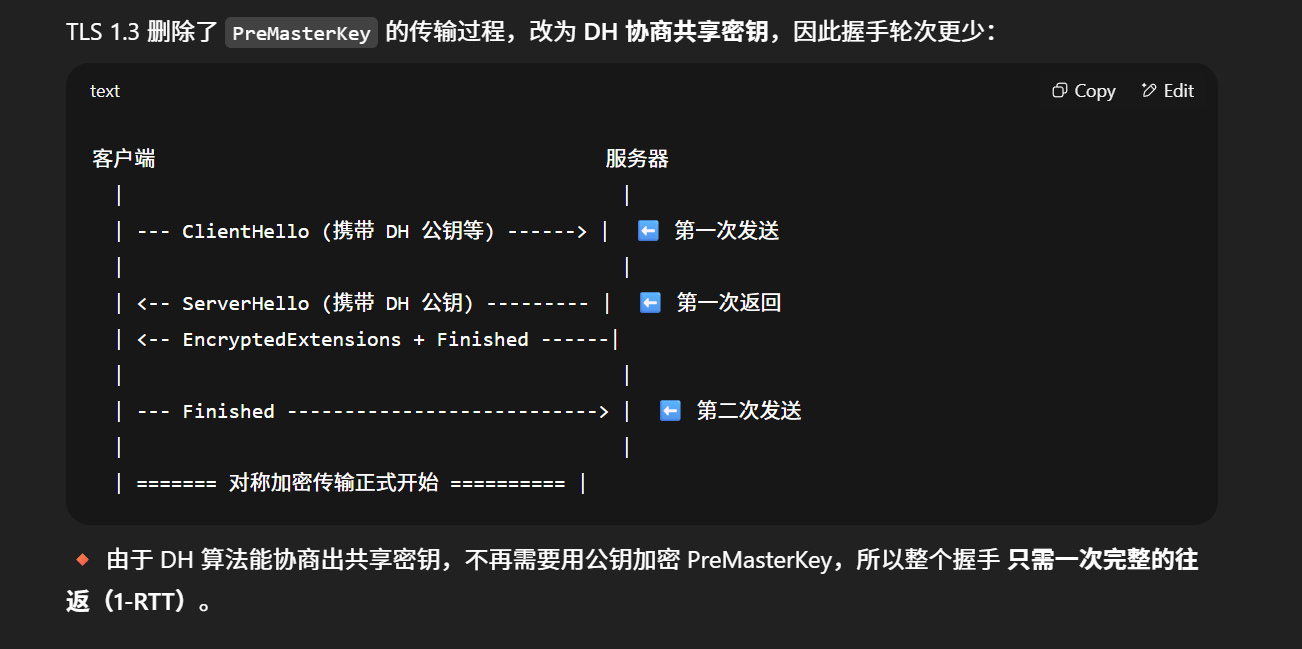 TLS 1.3 删除了 PreMasterKey 的传输过程，改为 DH 协商共享密钥，因此握手轮次更少：
text Copy Edit
客户端 服务器
| |
| --- ClientHello (携带 DH 公钥等) ------> | ⬅️ 第一次发送
| |
| <-- ServerHello (携带 DH 公钥) --------- | ⬅️ 第一次返回
| <-- EncryptedExtensions + Finished ------|
| |
| --- Finished ---------------------------> | ⬅️ 第二次发送
| |
| ======= 对称加密传输正式开始 ========== |
🔸 由于 DH 算法能协商出共享密钥，不再需要用公钥加密 PreMasterKey，所以整个握手 只需一次完整的往
返（1-RTT）。